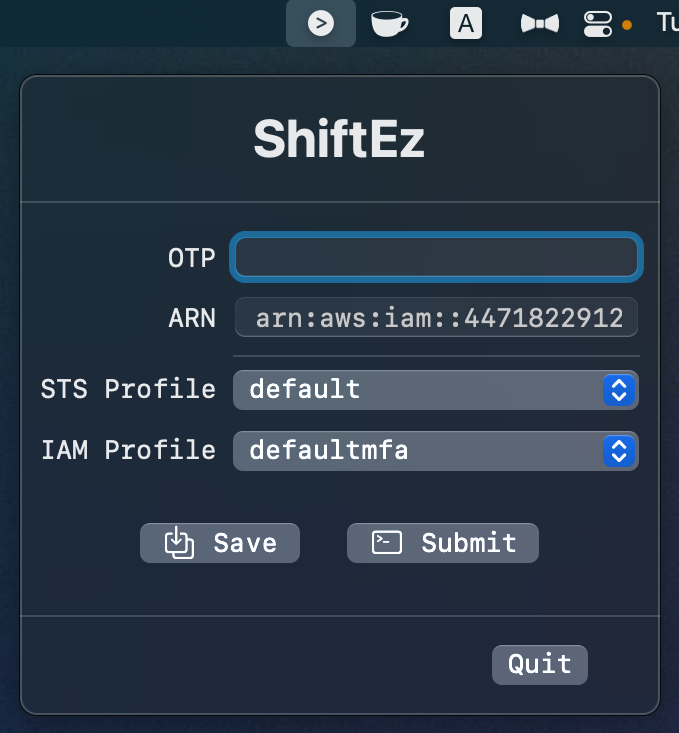 A
Tu
ShiftEz
OTP
ARN arn:aws:iam::4471822912
STS Profile default
IAM Profile defaultmfa
Save Submit
Quit